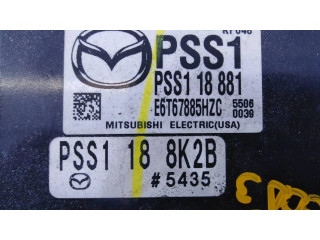 PSS1
PSS1 18 881
E6T67885HZC 5506
0039
MITSUBISHI ELECTRIC(USA)
PSS1 18 8K2B
#5435